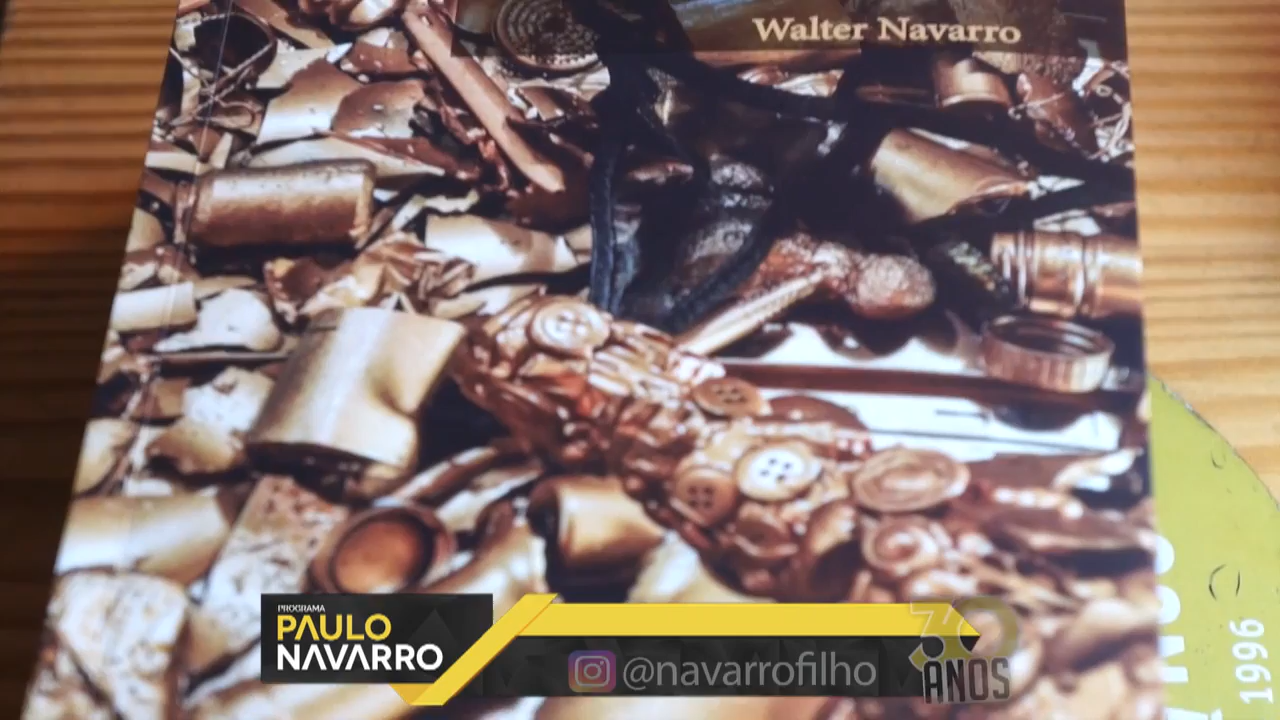 Walter Navarro
PROGRAMA
PAULO
NAVARRO
@navarrofilho
30
ANOS
1996